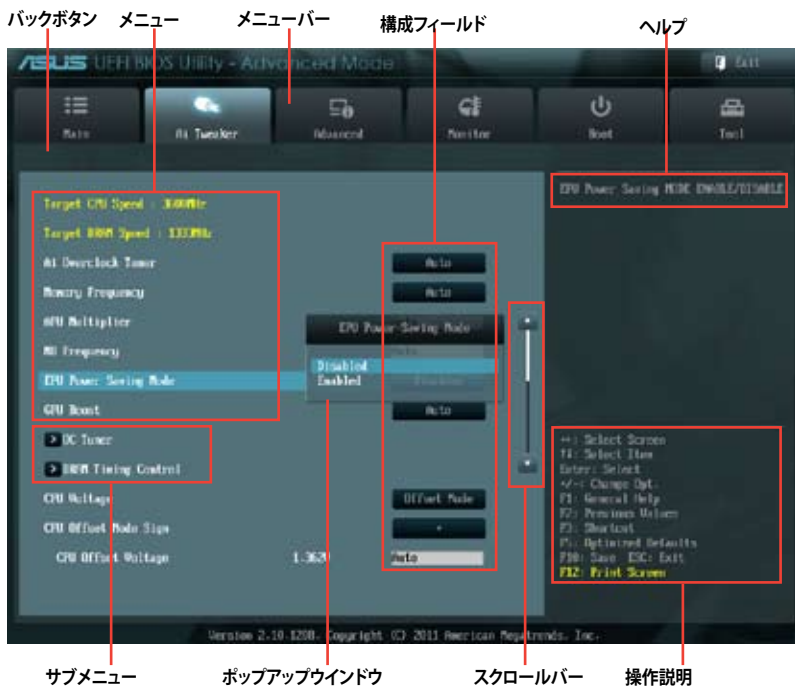 バックボタン
メニュー
メニューバー
構成フィールド
ヘルプ
ASUS UEFI BIOS Utility - Advanced Mode
Exit
Main
Ai Tweaker
Advanced
Monitor
Boot
Tool
EPU Power Saving MODE ENABLE/DISABLE
Target CPU Speed :
Target DRAM Speed : 1333MHz
Ai Overclock Tuner
Auto
Memory Frequency
Auto
APU Multiplier
EPU Power Saving Mode
NB Frequency
Disabled
EPU Power Saving Mode
Enabled
GPU Boost
Auto
DC Tuner
DRAM Timing Control
CPU Voltage
Offset Mode
CPU Offset Mode Sign
CPU Offset Voltage
1.362V
Auto
: Select Screen
: Select Item
Enter: Select
+/-: Change Opt.
F1: General Help
F2: Previous Values
F3: Shortcut
F5: Optimized Defaults
F10: Save ESC: Exit
F12: Print Screen
Version 2.10.1208. Copyright (C) 2011 American Megatrends, Inc.
サブメニュー
ポップアップウインドウ
スクロールバー
操作説明